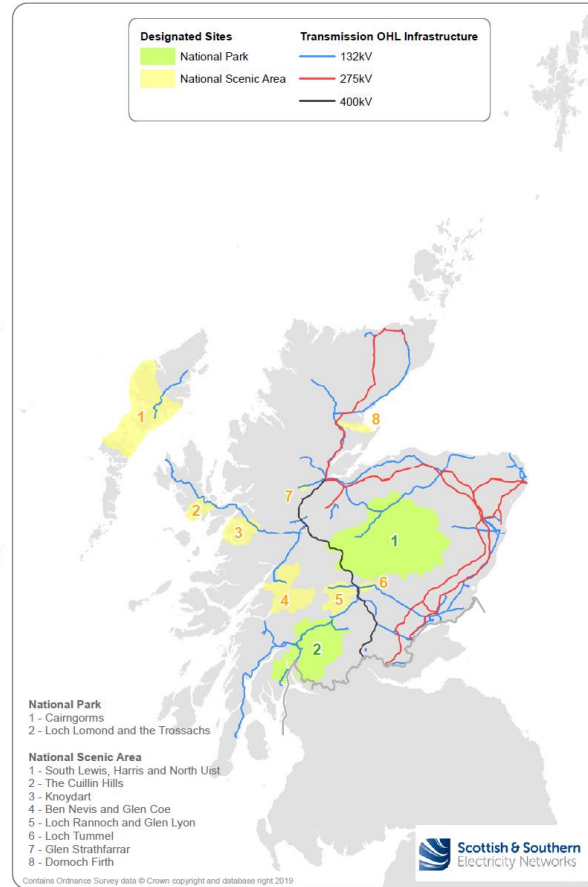 Designated Sites
National Park
National Scenic Area
Transmission OHL Infrastructure
132kV
275kV
400kV
1
8
7
2
3
1
6
4
5
2
National Park
1 - Cairngorms
2 - Loch Lomond and the Trossachs
National Scenic Area
1 - South Lewis, Harris and North Uist
2 - The Cuillin Hills
3 - Knoydart
4 - Ben Nevis and Glen Coe
5 - Loch Rannoch and Glen Lyon
6 - Loch Tummel
7 - Glen Strathfarrar
8 - Dornoch Firth
Scottish & Southern
Electricity Networks
Contains Ordnance Survey data © Crown copyright and database right 2019